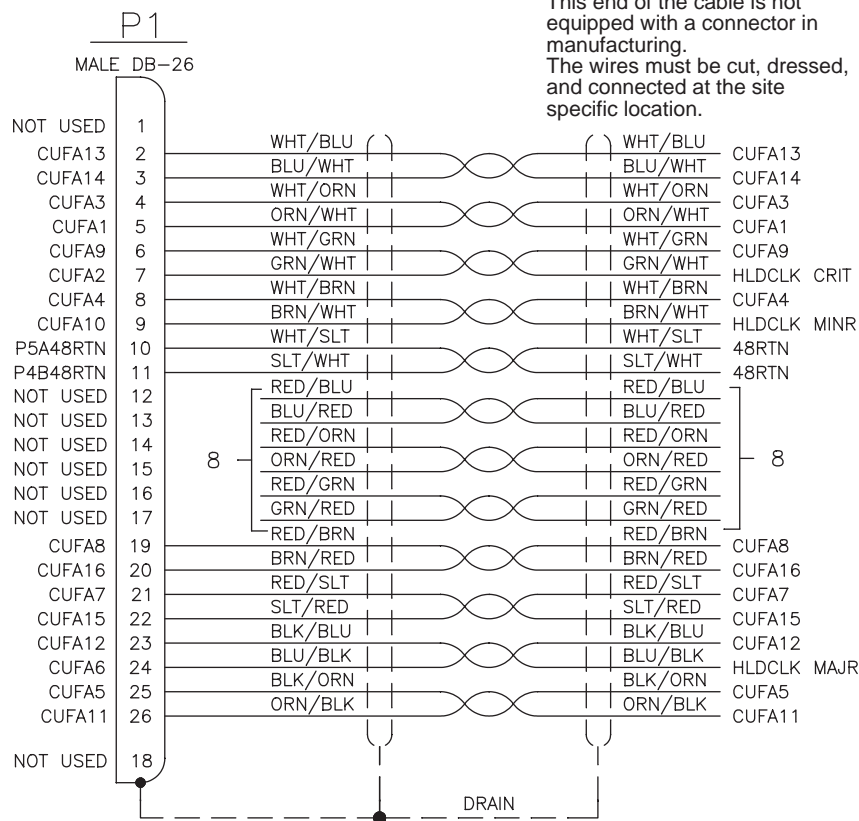 This end of the cable is not
equipped with a connector in
manufacturing.
The wires must be cut, dressed,
and connected at the site
specific location.
P1
MALE DB-26
NOT USED 1
CUFA13 2 WHT/BLU WHT/BLU CUFA13
CUFA14 3 BLU/WHT BLU/WHT CUFA14
CUFA3 4 WHT/ORN WHT/ORN CUFA3
CUFA1 5 ORN/WHT ORN/WHT CUFA1
CUFA9 6 WHT/GRN WHT/GRN CUFA9
CUFA2 7 GRN/WHT GRN/WHT HLDCLK CRIT
CUFA4 8 WHT/BRN WHT/BRN CUFA4
CUFA10 9 BRN/WHT BRN/WHT HLDCLK MINR
P5A48RTN 10 WHT/SLT WHT/SLT 48RTN
P4B48RTN 11 SLT/WHT SLT/WHT 48RTN
NOT USED 12 RED/BLU RED/BLU
NOT USED 13 BLU/RED BLU/RED
NOT USED 14 RED/ORN RED/ORN
8 8
NOT USED 15 ORN/RED ORN/RED
NOT USED 16 RED/GRN RED/GRN
NOT USED 17 GRN/RED GRN/RED
CUFA8 19 RED/BRN RED/BRN CUFA8
CUFA16 20 BRN/RED BRN/RED CUFA16
CUFA7 21 RED/SLT RED/SLT CUFA7
CUFA15 22 SLT/RED SLT/RED CUFA15
CUFA12 23 BLK/BLU BLK/BLU CUFA12
CUFA6 24 BLU/BLK BLU/BLK HLDCLK MAJR
CUFA5 25 BLK/ORN BLK/ORN CUFA5
CUFA11 26 ORN/BLK ORN/BLK CUFA11
NOT USED 18
DRAIN